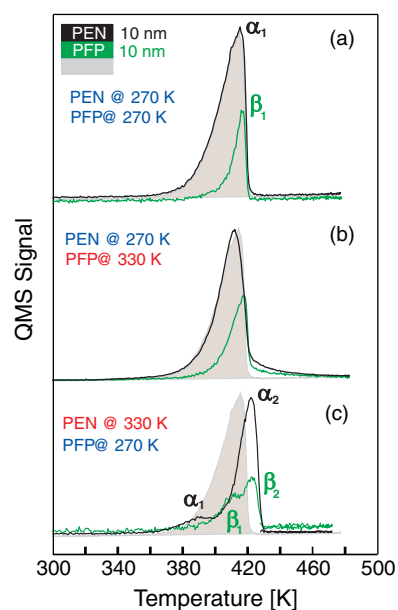 PEN 10 nm
PFP 10 nm
α1
(a)
PEN @ 270 K
PFP@ 270 K
β1
QMS Signal
(b)
PEN @ 270 K
PFP@ 330 K
(c)
PEN @ 330 K
PFP@ 270 K
α2
α1
β1
β2
300 340 380 420 460 500
Temperature [K]